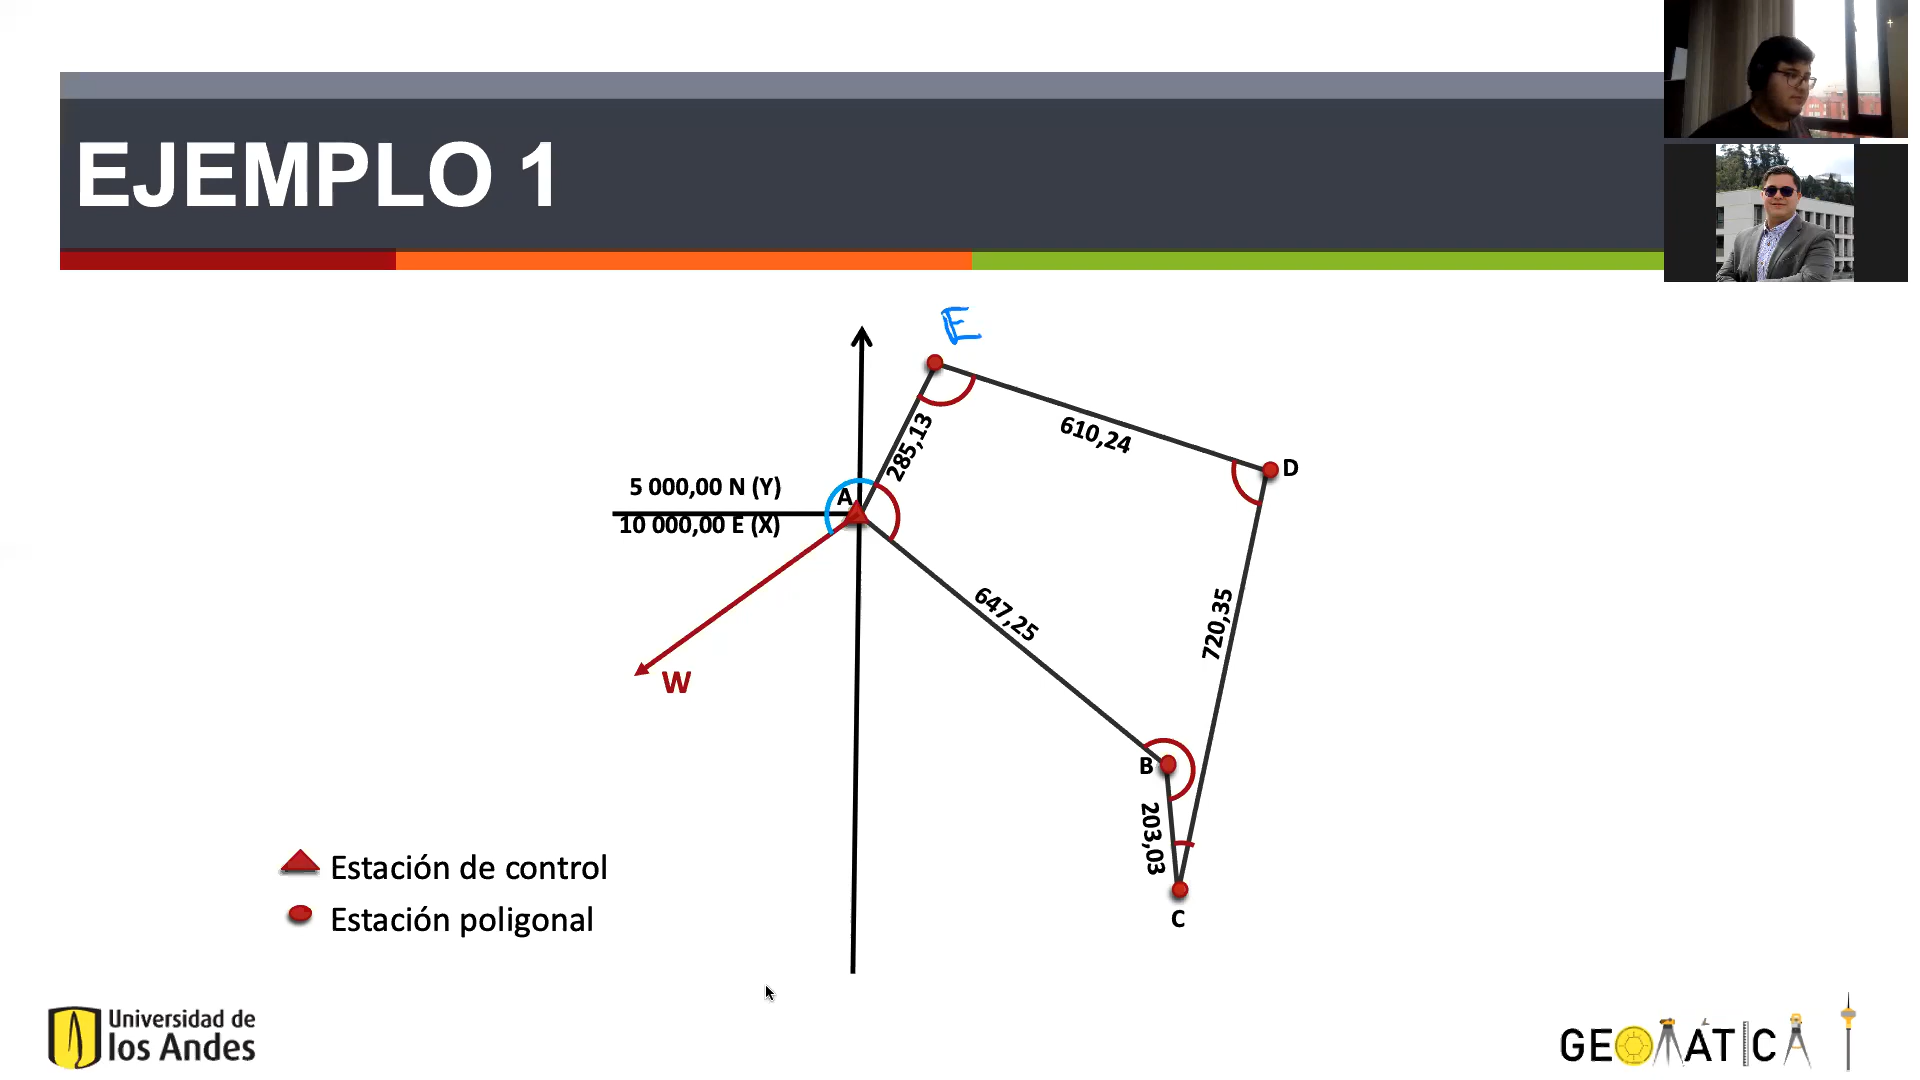 EJEMPLO 1
E
285,13
610,24
D
5 000,00 N (Y)
A
10 000,00 E (X)
647,25
720,35
W
B
203,03
C
Estación de control
Estación poligonal
Universidad de
los Andes
GEOMÁTICA